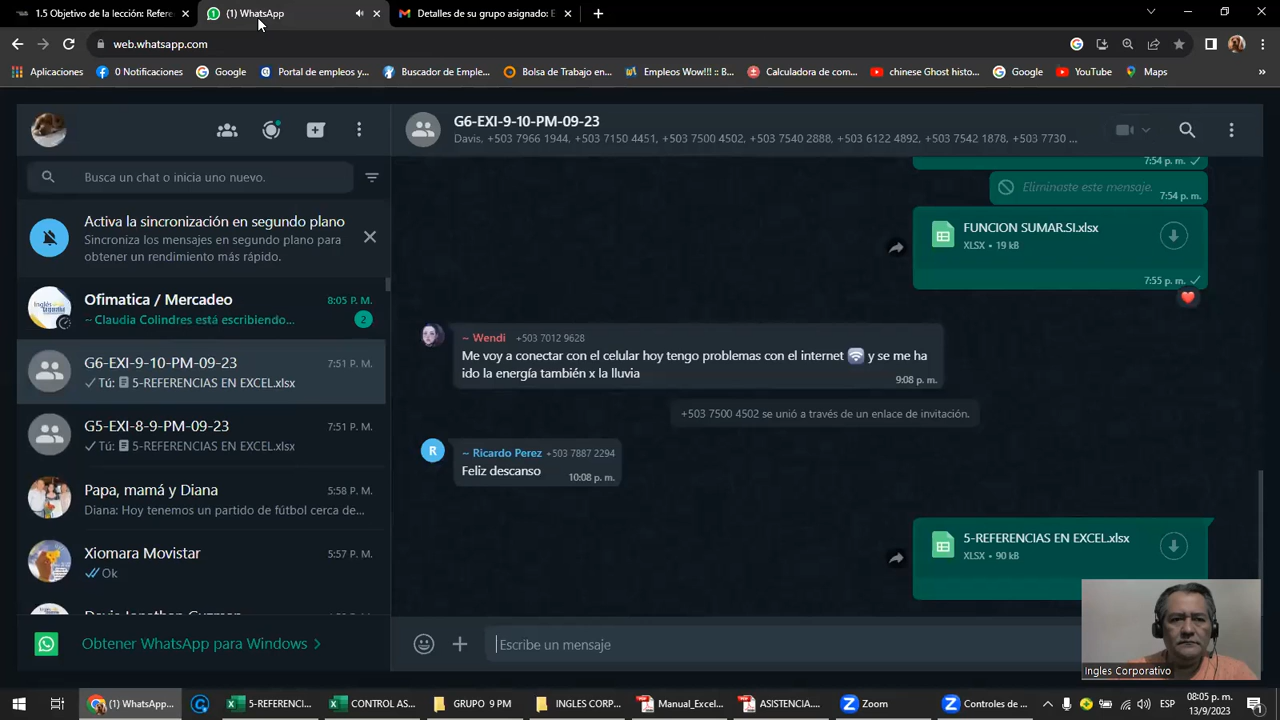 1.5 Objetivo de la lección: Refere
(1) WhatsApp
Detalles de su grupo asignado: E
web.whatsapp.com
Aplicaciones
0 Notificaciones
Google
Portal de empleos y...
Buscador de Emple...
Bolsa de Trabajo en...
Empleos Wow!!! :: B...
Calculadora de com...
chinese Ghost histo...
Google
YouTube
Maps
G6-EXI-9-10-PM-09-23
Davis, +503 7966 1944, +503 7150 4451, +503 7500 4502, +503 7540 2888, +503 6122 4892, +503 7542 1878, +503 7730 ...
Busca un chat o inicia uno nuevo.
Activa la sincronización en segundo plano
Sincroniza los mensajes en segundo plano para
obtener un rendimiento más rápido.
Ofimatica / Mercadeo
8:05 P. M.
~ Claudia Colindres está escribiendo...
2
G6-EXI-9-10-PM-09-23
7:51 P. M.
Tú: 5-REFERENCIAS EN EXCEL.xlsx
G5-EXI-8-9-PM-09-23
7:51 P. M.
Tú: 5-REFERENCIAS EN EXCEL.xlsx
Papa, mamá y Diana
5:58 P. M.
Diana: Hoy tenemos un partido de fútbol cerca de...
Xiomara Movistar
5:57 P. M.
Ok
Obtener WhatsApp para Windows
7:54 p. m.
Eliminaste este mensaje.
7:54 p. m.
FUNCION SUMAR.SI.xlsx
XLSX • 19 kB
7:55 p. m.
~ Wendi +503 7012 9628
Me voy a conectar con el celular hoy tengo problemas con el internet y se me ha
ido la energía también x la lluvia
9:08 p. m.
+503 7500 4502 se unió a través de un enlace de invitación.
R
~ Ricardo Perez +503 7887 2294
Feliz descanso
10:08 p. m.
5-REFERENCIAS EN EXCEL.xlsx
XLSX • 90 kB
Escribe un mensaje
Ingles Corporativo
(1) WhatsApp...
5-REFERENCI...
CONTROL AS...
GRUPO 9 PM
INGLES CORP...
Manual_Excel...
ASISTENCIA...
Zoom
Controles de ...
ESP
08:05 p. m.
13/9/2023